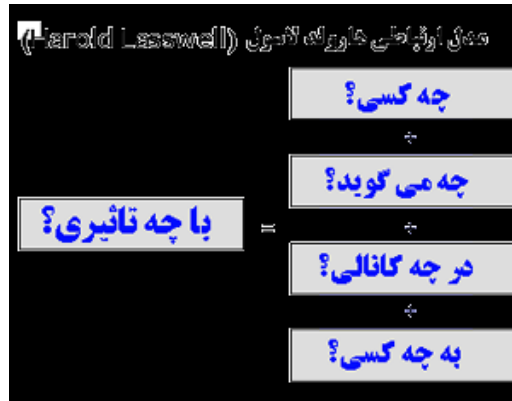 مدل ارتباطی هارولد لاسول (Harold Lasswell)
چه کسی؟
+
چه می گوید؟
+
در چه کانالی؟
+
به چه کسی؟
=
با چه تاثیری؟